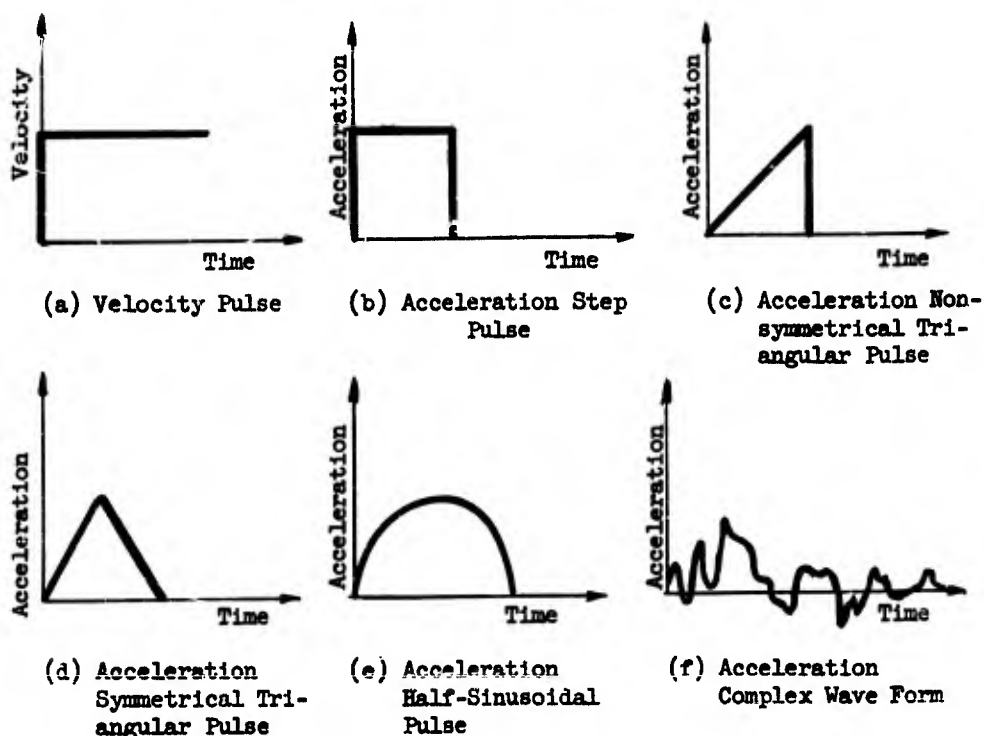 Velocity
Time
(a) Velocity Pulse
Acceleration
Time
(b) Acceleration Step
Pulse
Acceleration
Time
(c) Acceleration Non-
symmetrical Tri-
angular Pulse
Acceleration
Time
(d) Acceleration
Symmetrical Tri-
angular Pulse
Acceleration
Time
(e) Acceleration
Half-Sinusoidal
Pulse
Acceleration
Time
(f) Acceleration
Complex Wave Form